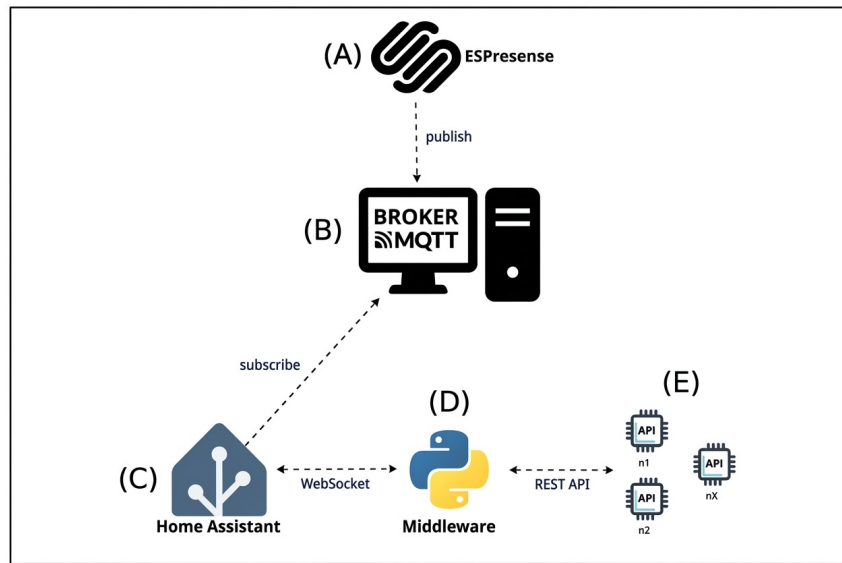 (A)
ESPresense
publish
(B)
BROKER
MQTT
subscribe
(C)
Home Assistant
WebSocket
(D)
Middleware
REST API
(E)
API
n1
API
nX
API
n2